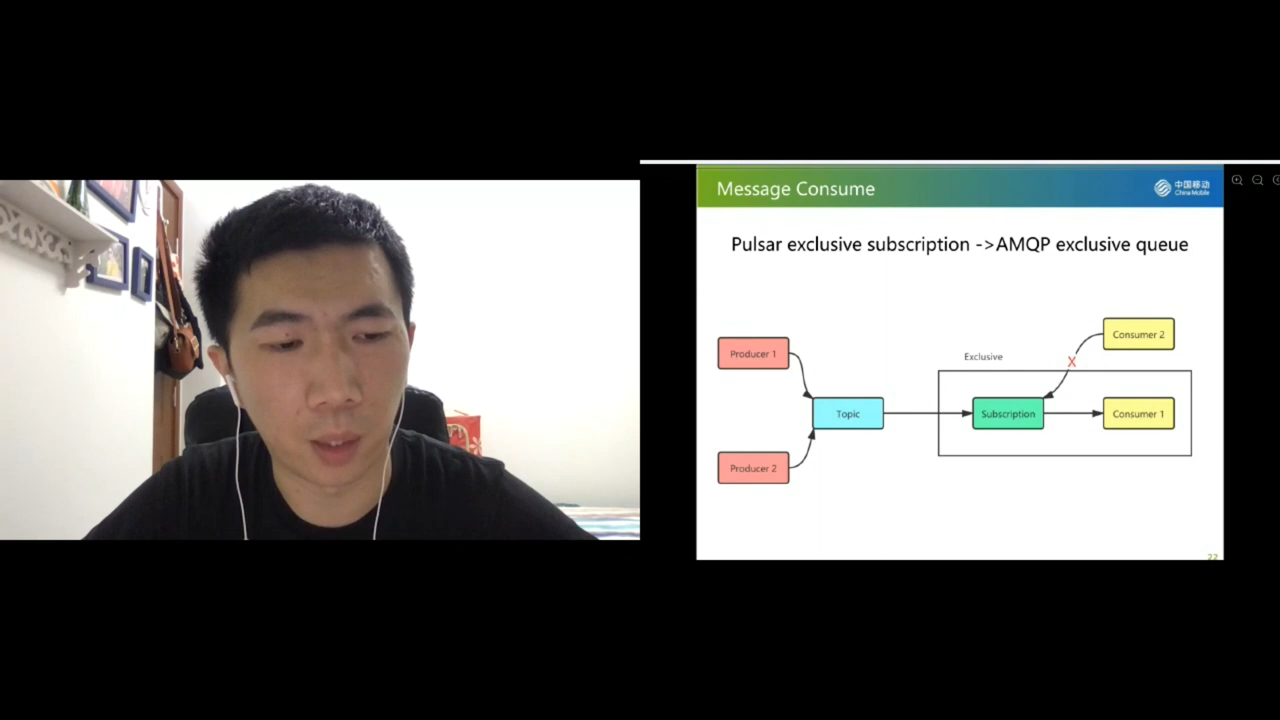 Message Consume
中国移动
China Mobile
Pulsar exclusive subscription ->AMQP exclusive queue
Consumer 2
Producer 1
Exclusive
X
Topic
Subscription
Consumer 1
Producer 2
22